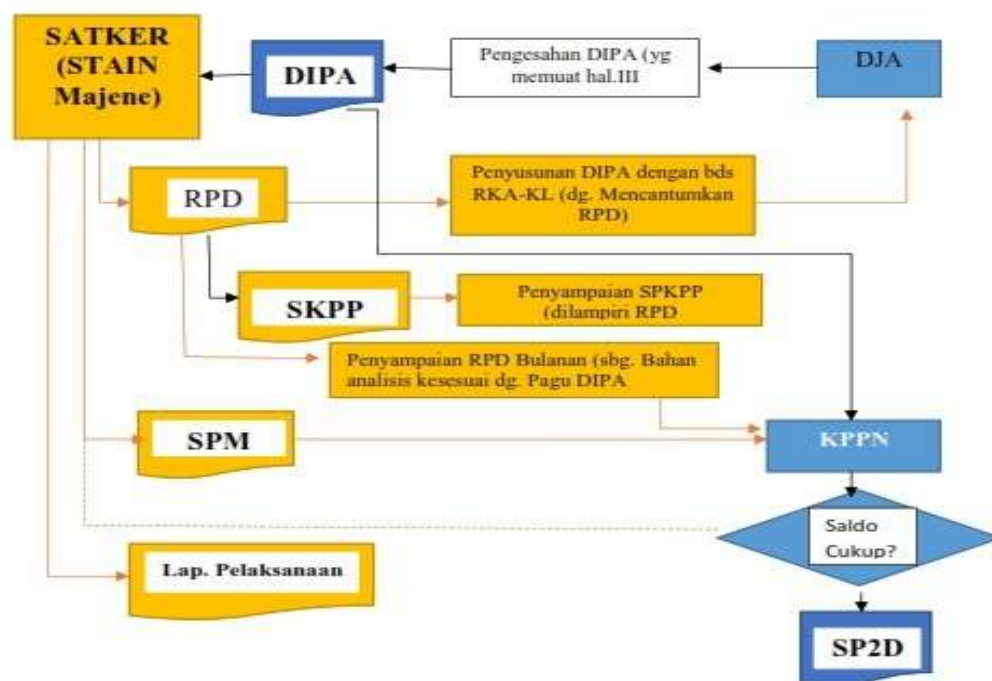 SATKER
(STAIN
Majene)
DIPA
Pengesahan DIPA (yg
memuat hal.III
DJA
RPD
Penyusunan DIPA dengan bds
RKA-KL (dg. Mencantumkan
RPD)
SKPP
Penyampaian SPKPP
(dilampiri RPD
Penyampaian RPD Bulanan (sbg. Bahan
analisis kesesuai dg. Pagu DIPA
SPM
KPPN
Saldo
Cukup?
Lap. Pelaksanaan
SP2D